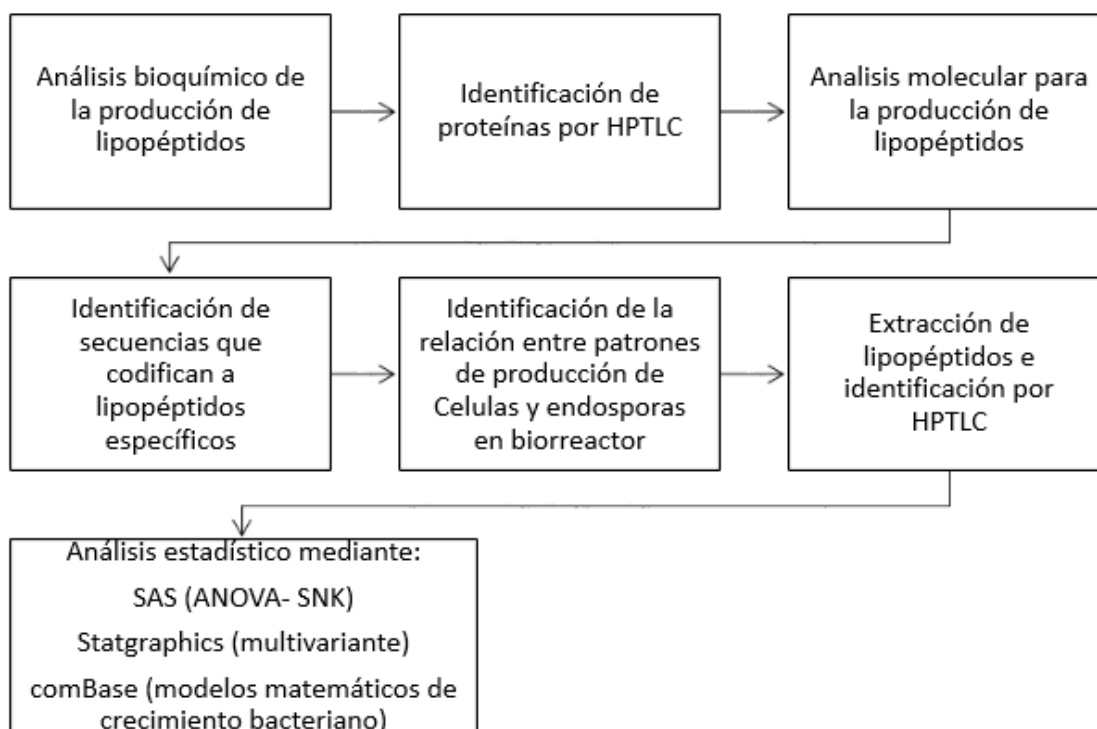 Análisis bioquímico de
la producción de
lipopéptidos
Identificación de
proteínas por HPTLC
Analisis molecular para
la producción de
lipopéptidos
Identificación de
secuencias que
codifican a
lipopéptidos
específicos
Identificación de la
relación entre patrones
de producción de
Celulas y endosporas
en biorreactor
Extracción de
lipopéptidos e
identificación por
HPTLC
Análisis estadístico mediante:
SAS (ANOVA- SNK)
Statgraphics (multivariante)
comBase (modelos matemáticos de
crecimiento bacteriano)